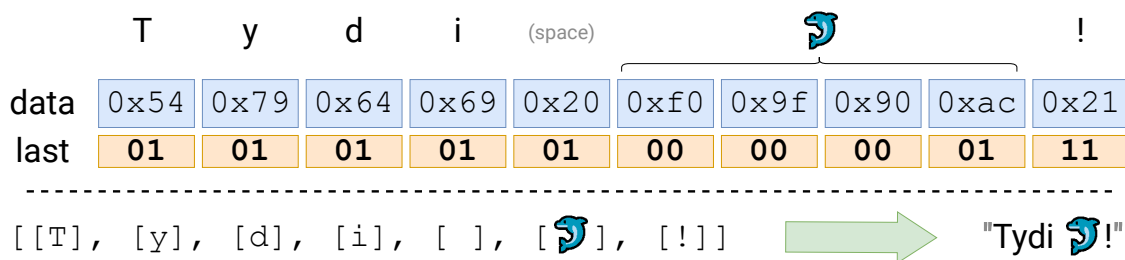 T y d i (space) 🐬 !
data 0x54 0x79 0x64 0x69 0x20 0xf0 0x9f 0x90 0xac 0x21
last 01 01 01 01 01 00 00 00 01 11
[[T], [y], [d], [i], [ ], [🐬], [!]] "Tydi 🐬!"